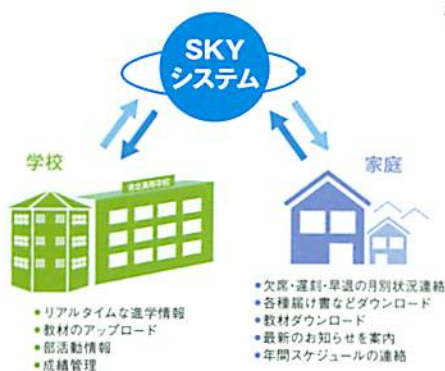 SKY
システム
学校
家庭
• リアルタイムな進学情報
• 教材のアップロード
• 部活動情報
• 成績管理
• 欠席・遅刻・早退の月別状況連絡
• 各種届け書などダウンロード
• 教材ダウンロード
• 最新のお知らせを案内
• 年間スケジュールの連絡